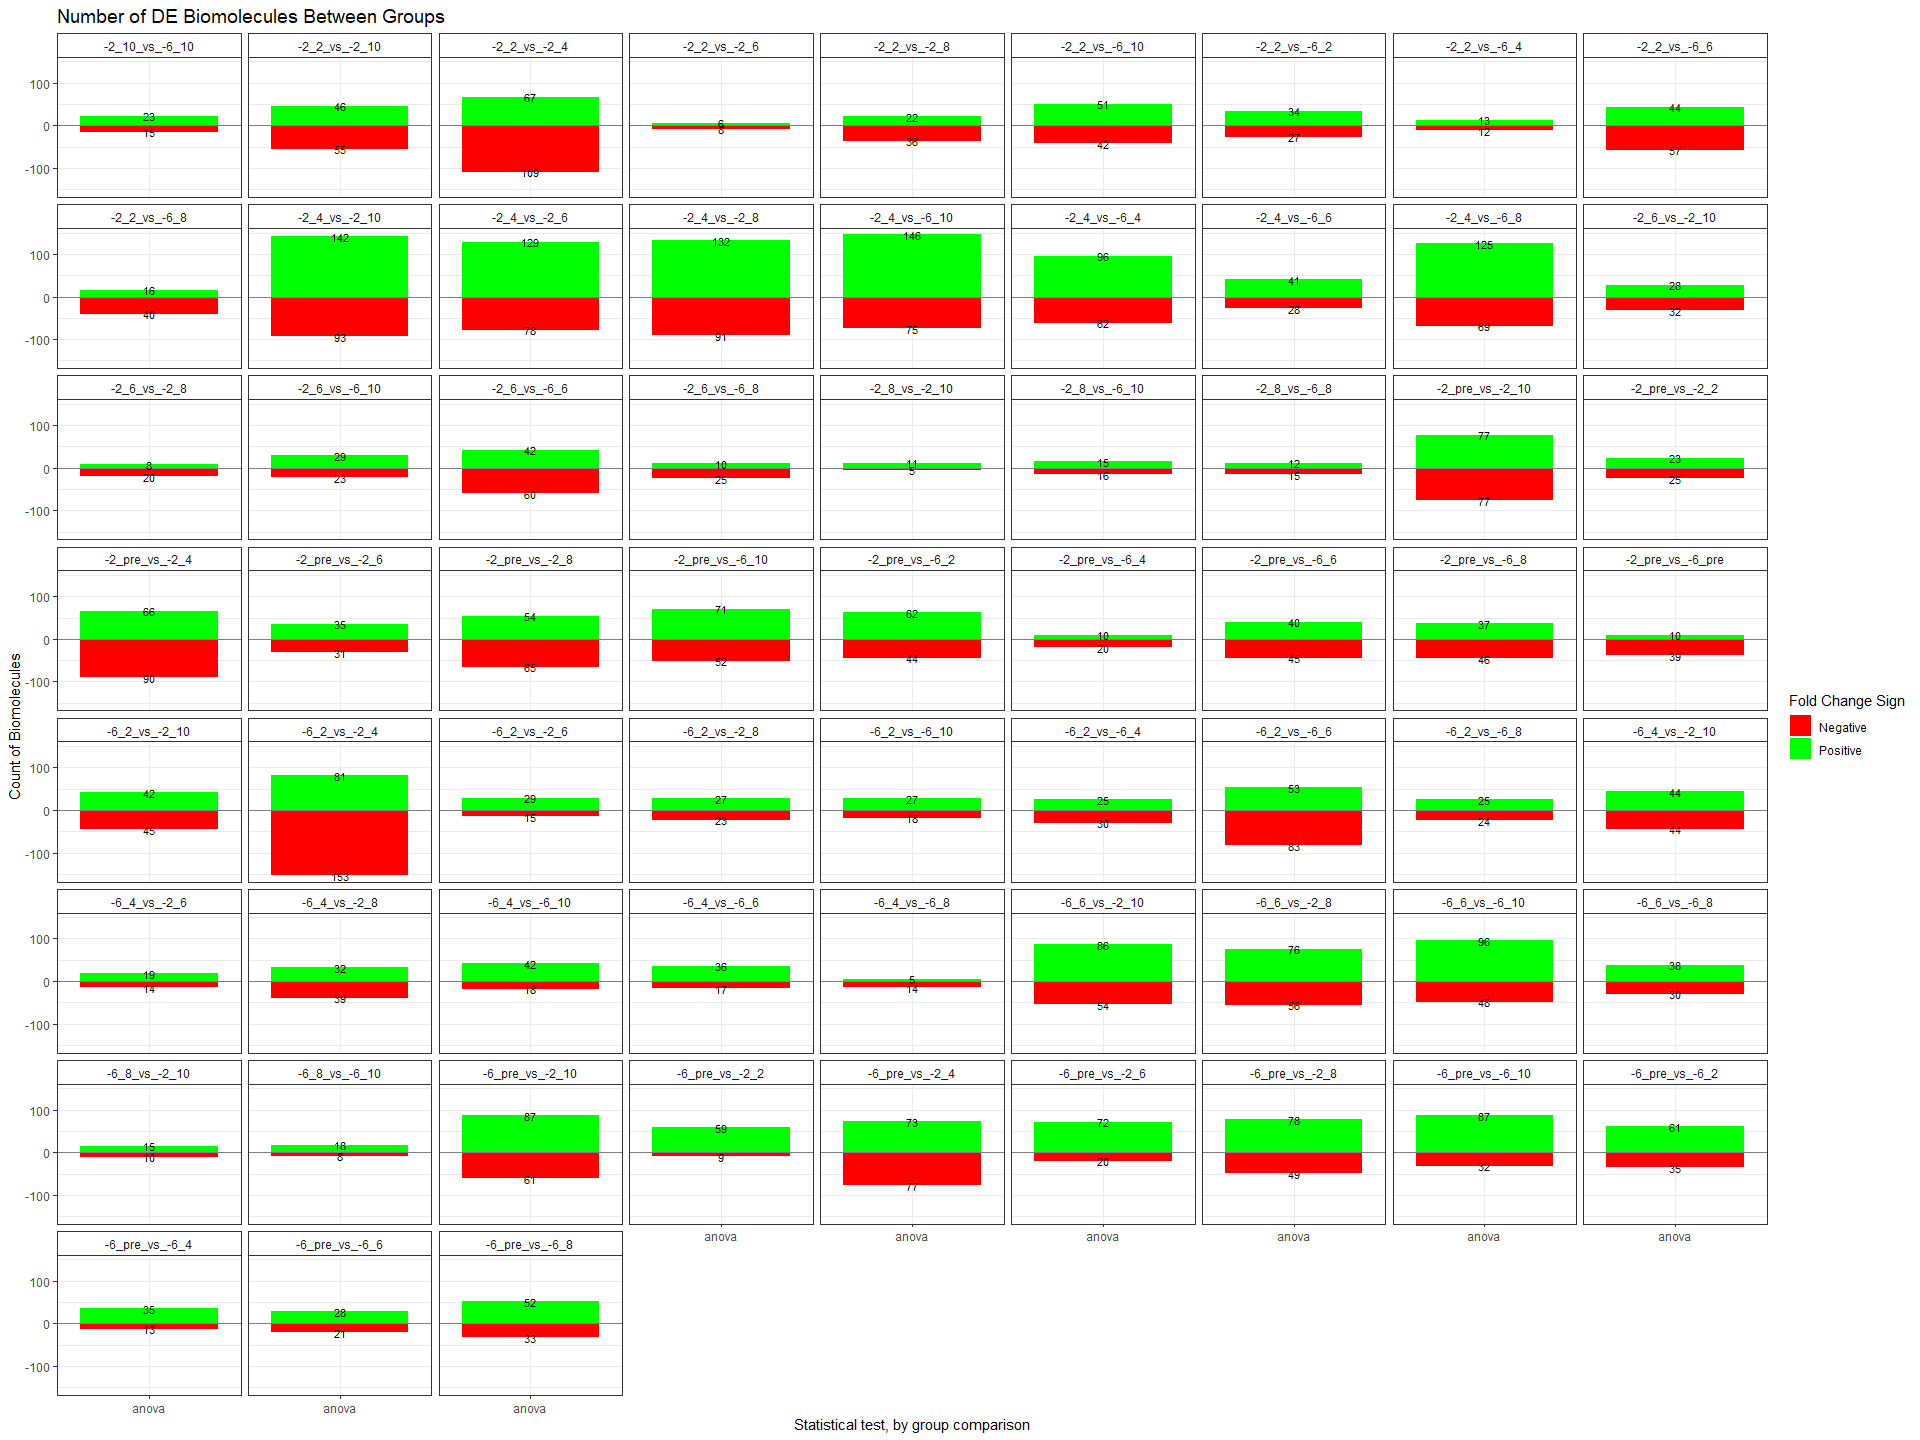 Number of DE Biomolecules Between Groups
-2_10_vs_-6_10 -2_2_vs_-2_10 -2_2_vs_-2_4 -2_2_vs_-2_6 -2_2_vs_-2_8 -2_2_vs_-6_10 -2_2_vs_-6_2 -2_2_vs_-6_4 -2_2_vs_-6_6
100
0
-100
23 46 67 6 22 51 34 13 44
15 55 109 8 36 42 27 12 57
-2_2_vs_-6_8 -2_4_vs_-2_10 -2_4_vs_-2_6 -2_4_vs_-2_8 -2_4_vs_-6_10 -2_4_vs_-6_4 -2_4_vs_-6_6 -2_4_vs_-6_8 -2_6_vs_-2_10
100
0
-100
16 142 129 132 146 96 41 125 28
40 93 78 91 75 62 28 69 32
-2_6_vs_-2_8 -2_6_vs_-6_10 -2_6_vs_-6_6 -2_6_vs_-6_8 -2_8_vs_-2_10 -2_8_vs_-6_10 -2_8_vs_-6_8 -2_pre_vs_-2_10 -2_pre_vs_-2_2
100
0
-100
8 29 42 10 11 15 12 77 23
20 23 60 25 5 16 15 77 25
-2_pre_vs_-2_4 -2_pre_vs_-2_6 -2_pre_vs_-2_8 -2_pre_vs_-6_10 -2_pre_vs_-6_2 -2_pre_vs_-6_4 -2_pre_vs_-6_6 -2_pre_vs_-6_8 -2_pre_vs_-6_pre
100
0
-100
66 35 54 71 62 10 40 37 10
90 31 65 52 44 20 45 46 39
-6_2_vs_-2_10 -6_2_vs_-2_4 -6_2_vs_-2_6 -6_2_vs_-2_8 -6_2_vs_-6_10 -6_2_vs_-6_4 -6_2_vs_-6_6 -6_2_vs_-6_8 -6_4_vs_-2_10
100
0
-100
42 81 29 27 27 25 53 25 44
45 153 15 23 18 30 83 24 44
-6_4_vs_-2_6 -6_4_vs_-2_8 -6_4_vs_-6_10 -6_4_vs_-6_6 -6_4_vs_-6_8 -6_6_vs_-2_10 -6_6_vs_-2_8 -6_6_vs_-6_10 -6_6_vs_-6_8
100
0
-100
19 32 42 36 5 86 76 96 38
14 39 18 17 14 54 56 48 30
-6_8_vs_-2_10 -6_8_vs_-6_10 -6_pre_vs_-2_10 -6_pre_vs_-2_2 -6_pre_vs_-2_4 -6_pre_vs_-2_6 -6_pre_vs_-2_8 -6_pre_vs_-6_10 -6_pre_vs_-6_2
100
0
-100
15 18 87 59 73 72 78 87 61
10 8 61 9 77 20 49 32 35
anova anova anova anova anova anova
-6_pre_vs_-6_4 -6_pre_vs_-6_6 -6_pre_vs_-6_8
100
0
-100
35 28 52
13 21 33
anova anova anova
Statistical test, by group comparison
Count of Biomolecules
Fold Change Sign
Negative
Positive